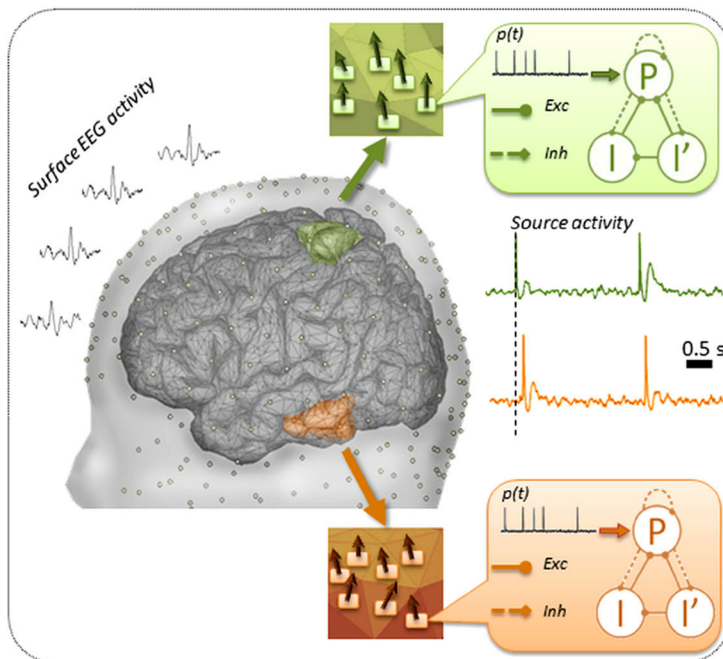 p(t)
P
Exc
Inh
I
I’
Surface EEG activity
Source activity
0.5 s
p(t)
P
Exc
Inh
I
I’